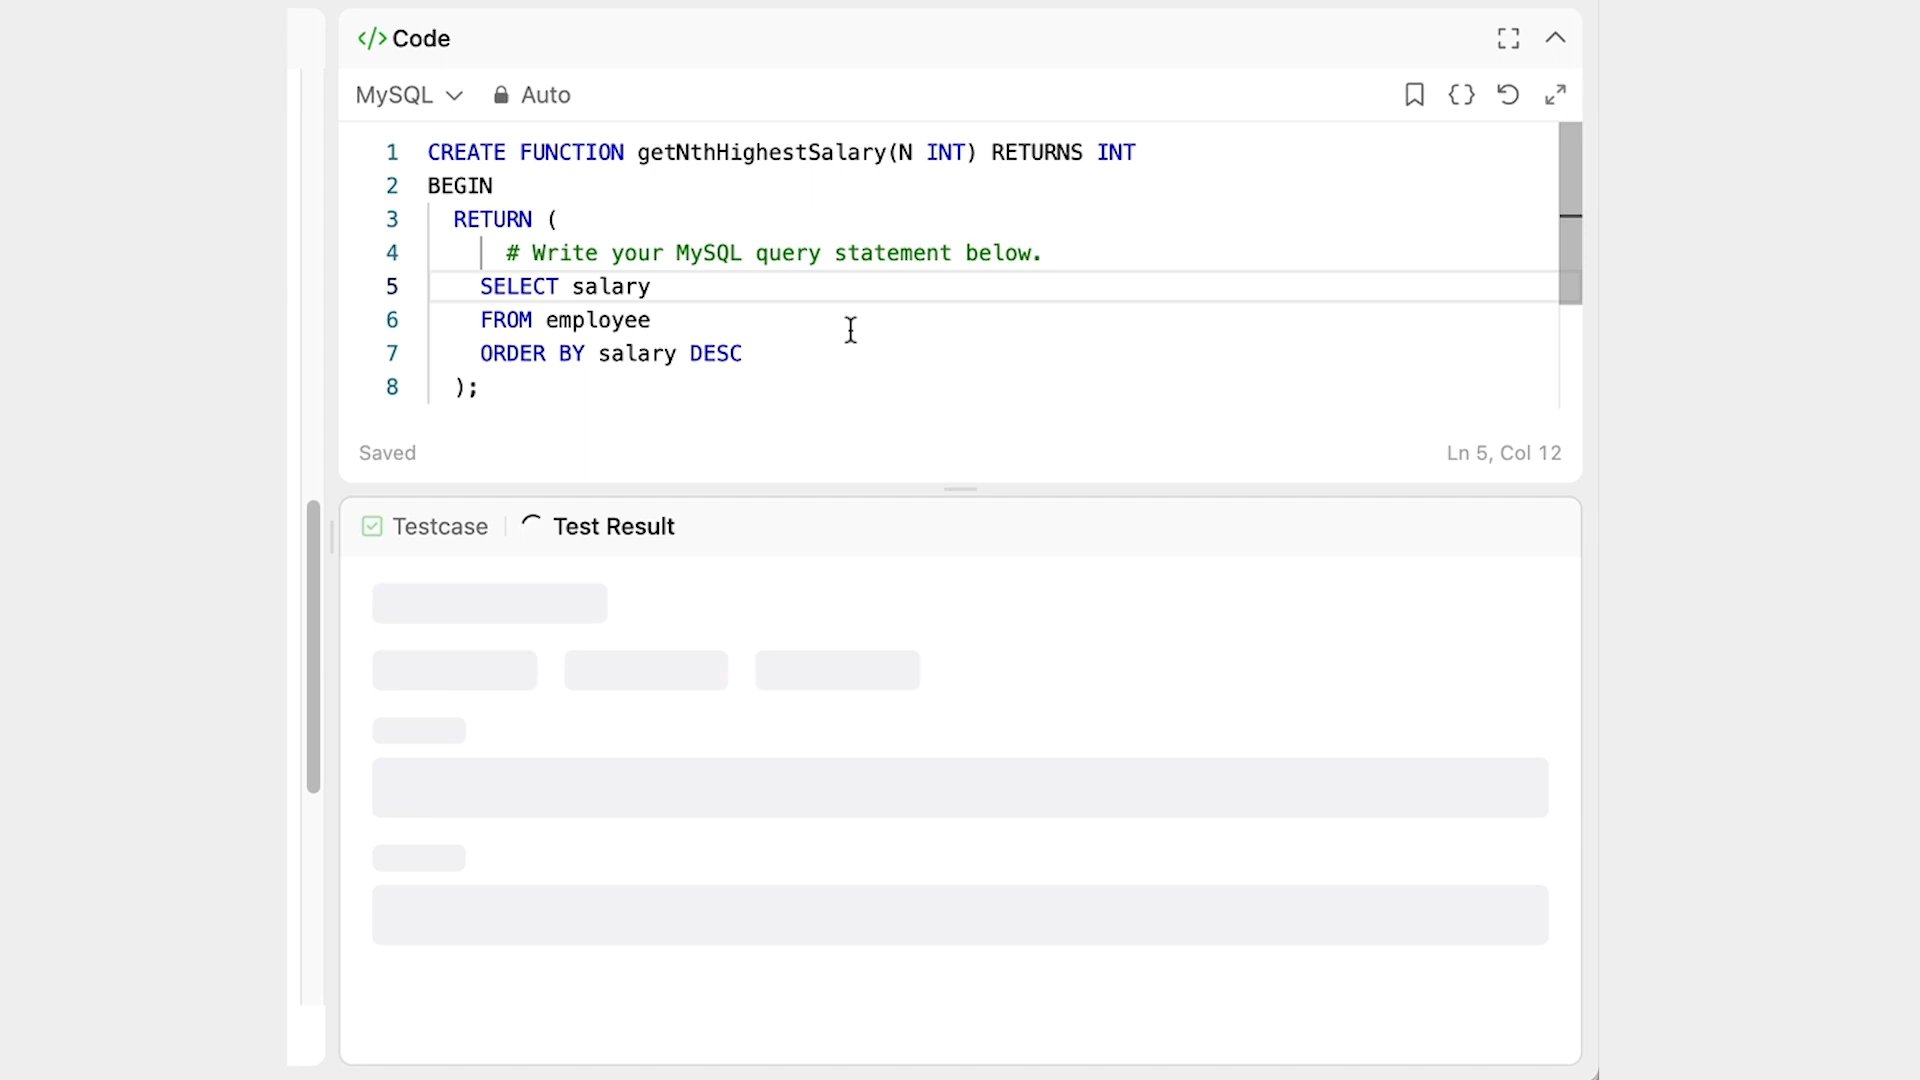 </> Code
MySQL Auto {}
1 CREATE FUNCTION getNthHighestSalary(N INT) RETURNS INT
2 BEGIN
3 RETURN (
4 # Write your MySQL query statement below.
5 SELECT salary
6 FROM employee
7 ORDER BY salary DESC
8 );
Saved Ln 5, Col 12
Testcase Test Result